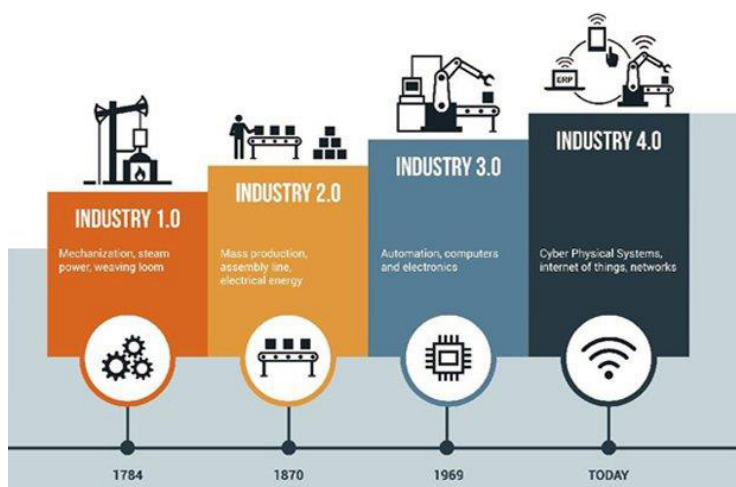 ERP
INDUSTRY 1.0
Mechanization, steam
power, weaving loom
INDUSTRY 2.0
Mass production,
assembly line,
electrical energy
INDUSTRY 3.0
Automation, computers
and electronics
INDUSTRY 4.0
Cyber Physical Systems,
internet of things, networks
1784
1870
1969
TODAY